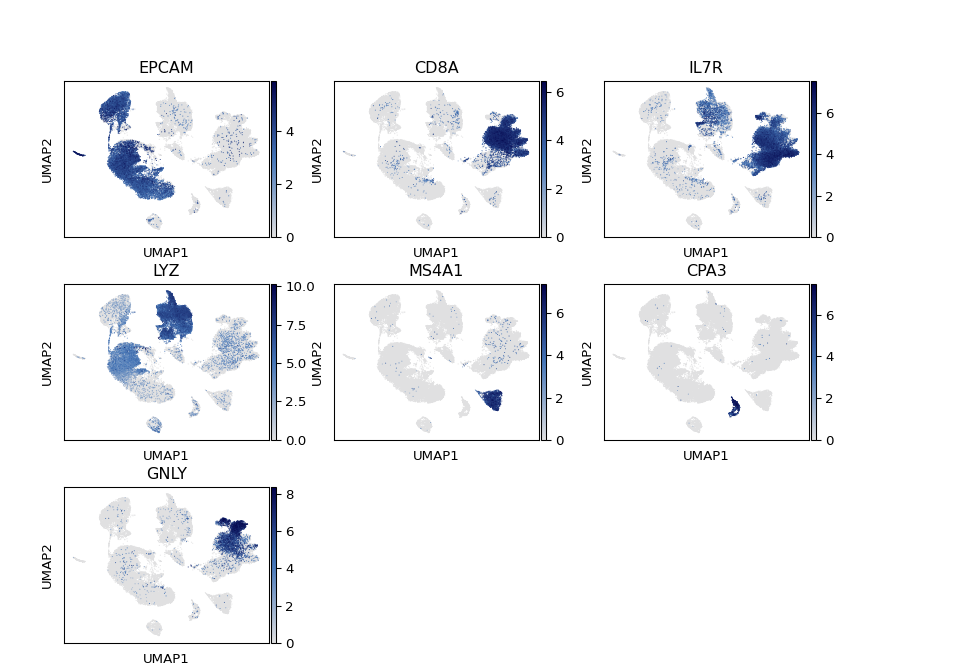 EPCAM
CD8A
IL7R
UMAP2
0
2
4
UMAP1
UMAP2
0
2
4
6
UMAP1
UMAP2
0
2
4
6
UMAP1
LYZ
MS4A1
CPA3
UMAP2
0.0
2.5
5.0
7.5
10.0
UMAP1
UMAP2
0
2
4
6
UMAP1
UMAP2
0
2
4
6
UMAP1
GNLY
UMAP2
0
2
4
6
8
UMAP1